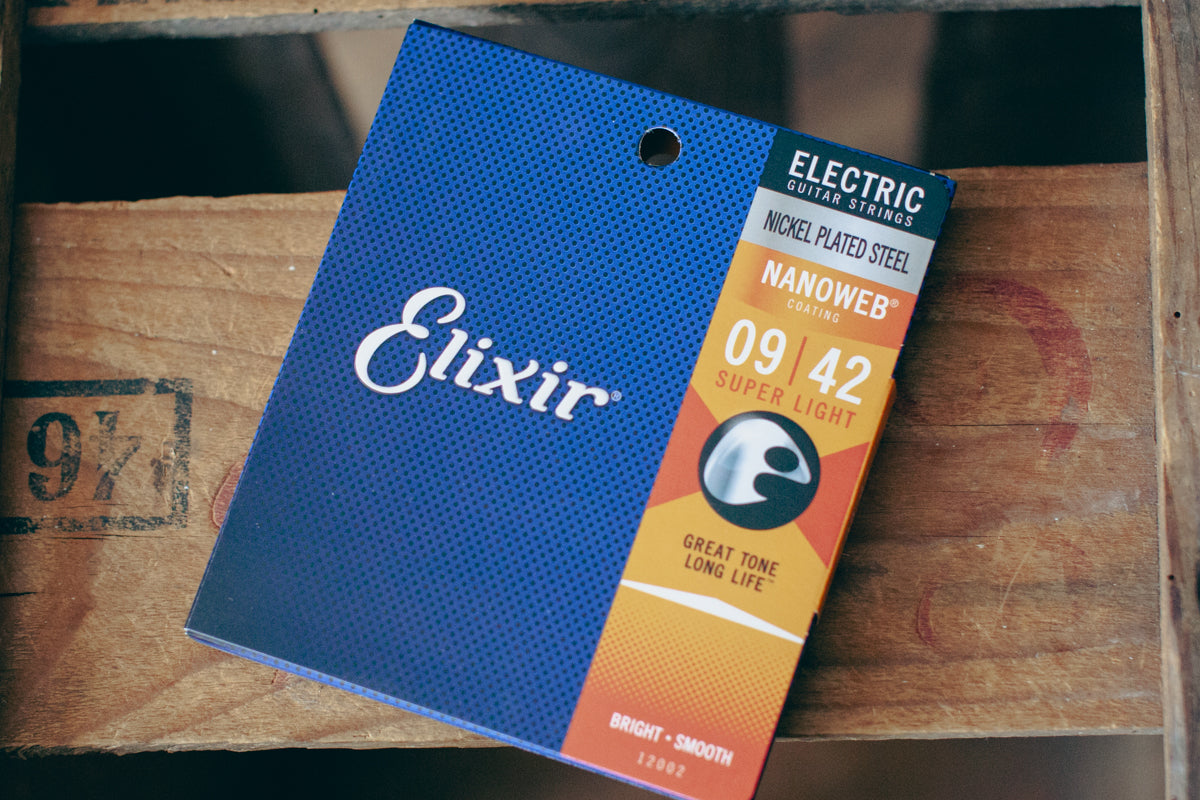 Elixir®
ELECTRIC
GUITAR STRINGS
NICKEL PLATED STEEL
NANOWEB®
COATING
09 | 42
SUPER LIGHT
GREAT TONE
LONG LIFE™
BRIGHT • SMOOTH
12002